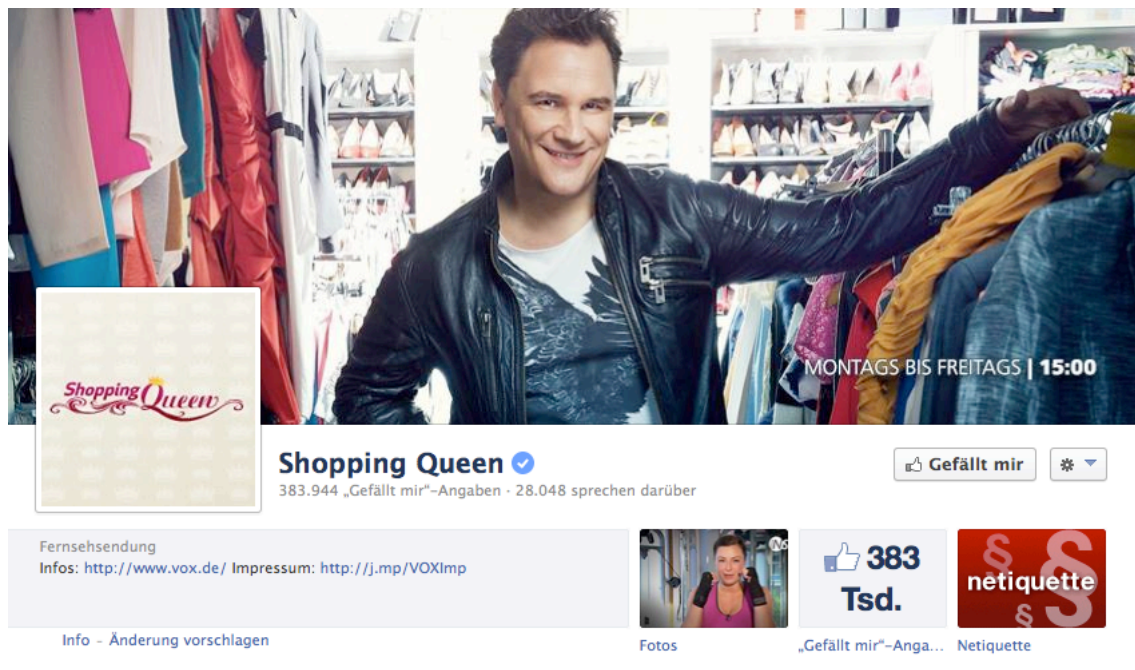 MONTAGS BIS FREITAGS | 15:00
Shopping Queen
Shopping Queen
383.944 „Gefällt mir“-Angaben · 28.048 sprechen darüber
Gefällt mir
Fernsehsendung
Infos: http://www.vox.de/ Impressum: http://j.mp/VOXImp
383
Tsd.
netiquette
§
§
§
Info - Änderung vorschlagen
Fotos
„Gefällt mir“-Anga...
Netiquette